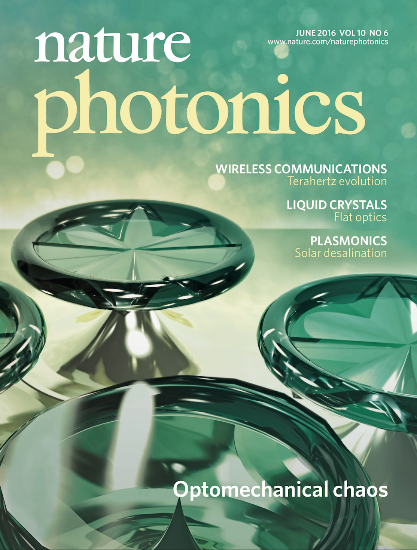 nature
JUNE 2016 VOL 10 NO 6
www.nature.com/naturephotonics
photonics
WIRELESS COMMUNICATIONS
Terahertz evolution
LIQUID CRYSTALS
Flat optics
PLASMONICS
Solar desalination
Optomechanical chaos